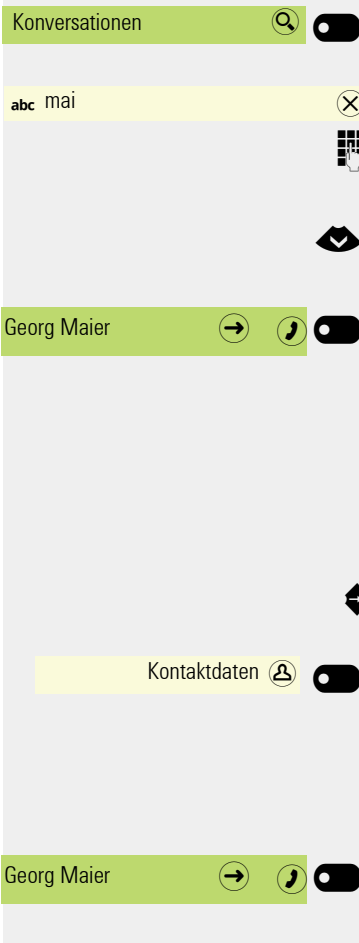 Konversationen
abc mai
Georg Maier
Kontaktdaten
Georg Maier